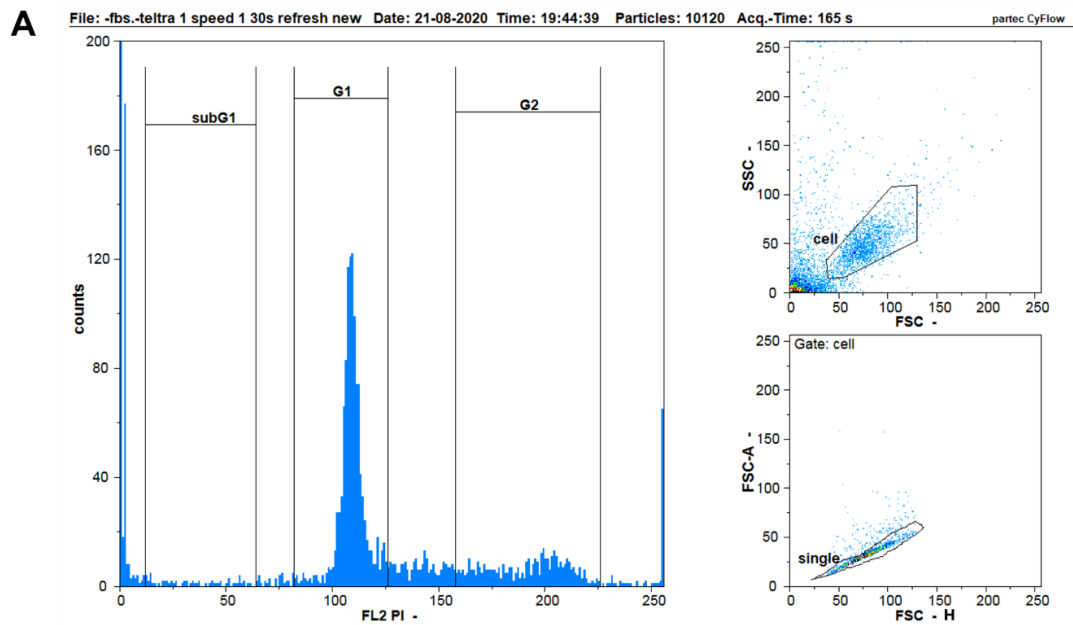 A
File: -fbs.-teltra 1 speed 1 30s refresh new Date: 21-08-2020 Time: 19:44:39 Particles: 10120 Acq.-Time: 165 s
partec CyFlow
200
160
120
80
40
0
counts
subG1
G1
G2
0 50 100 150 200 250
FL2 PI -
250
200
150
100
50
0
SSC -
cell
0 50 100 150 200 250
FSC -
Gate: cell
250
200
150
100
50
0
FSC-A -
single
0 50 100 150 200 250
FSC - H